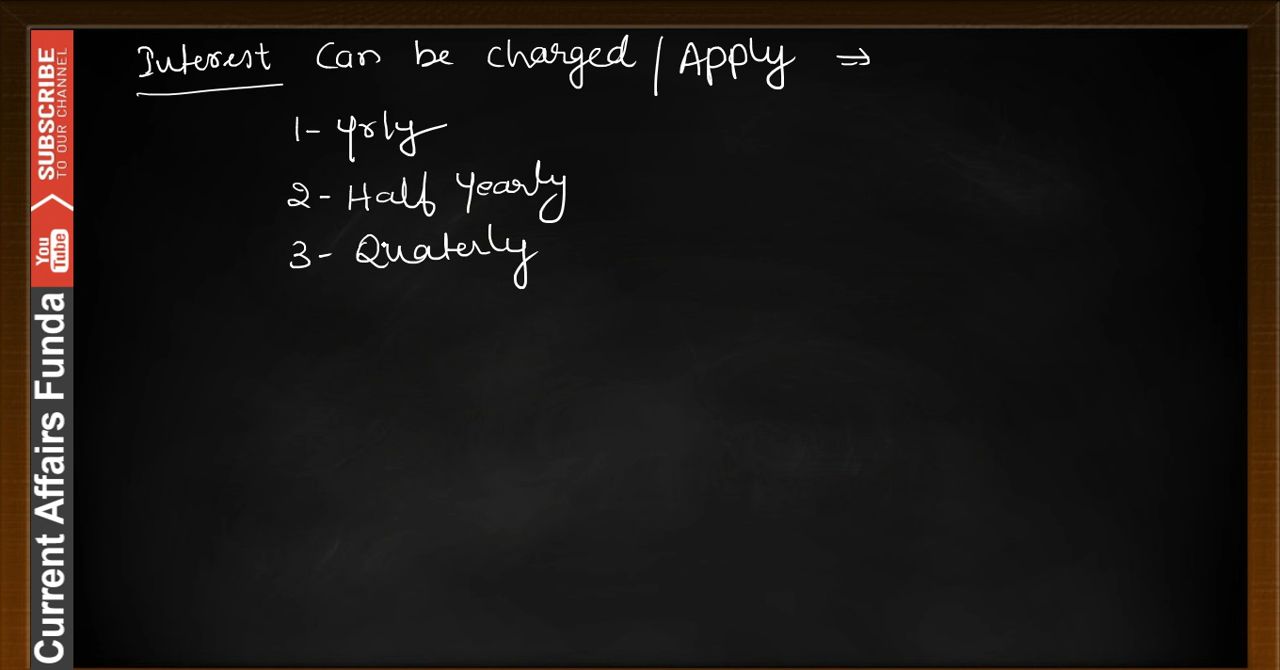 Interest Can be charged / Apply ⇒
1- Yrly
2- Half Yearly
3- Quaterly
SUBSCRIBE
TO OUR CHANNEL
You
Tube
Current Affairs Funda